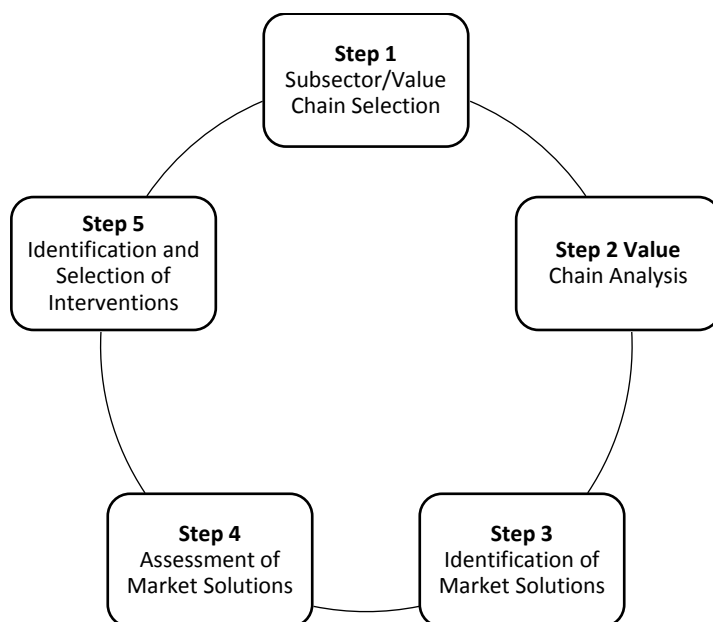 Step 1
Subsector/Value
Chain Selection
Step 2 Value
Chain Analysis
Step 3
Identification of
Market Solutions
Step 4
Assessment of
Market Solutions
Step 5
Identification and
Selection of
Interventions